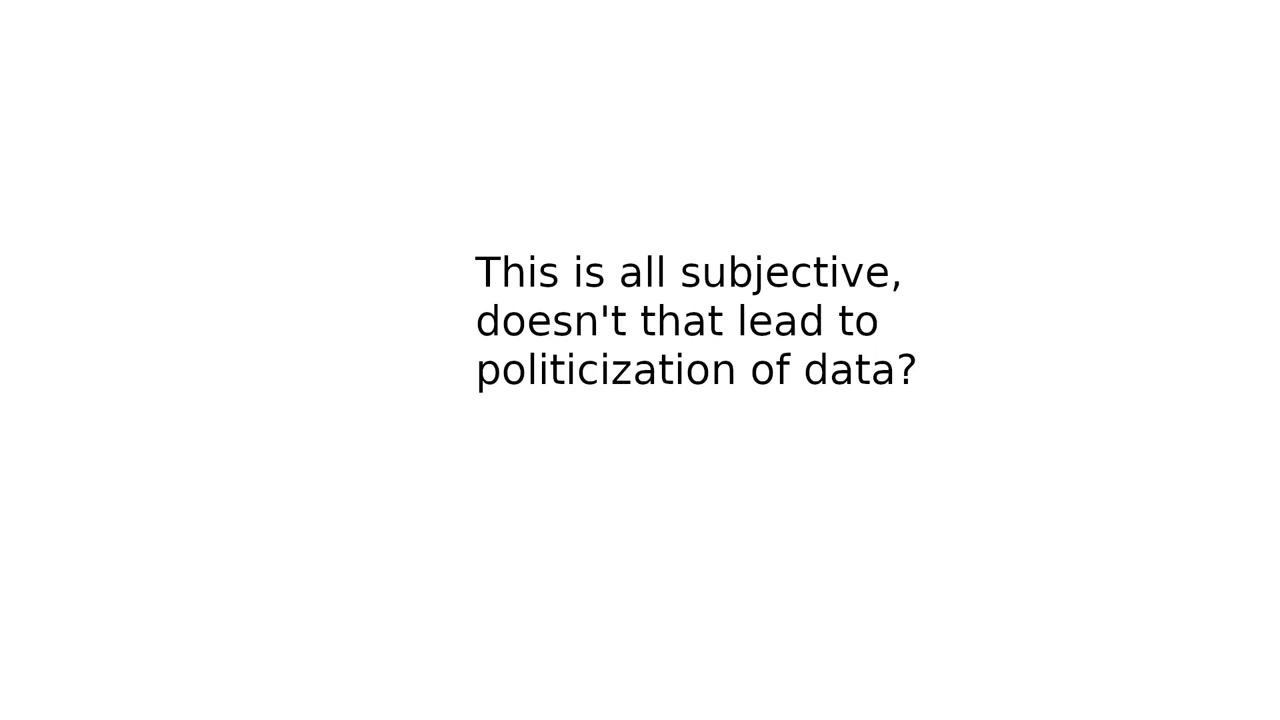 This is all subjective,
doesn't that lead to
politicization of data?